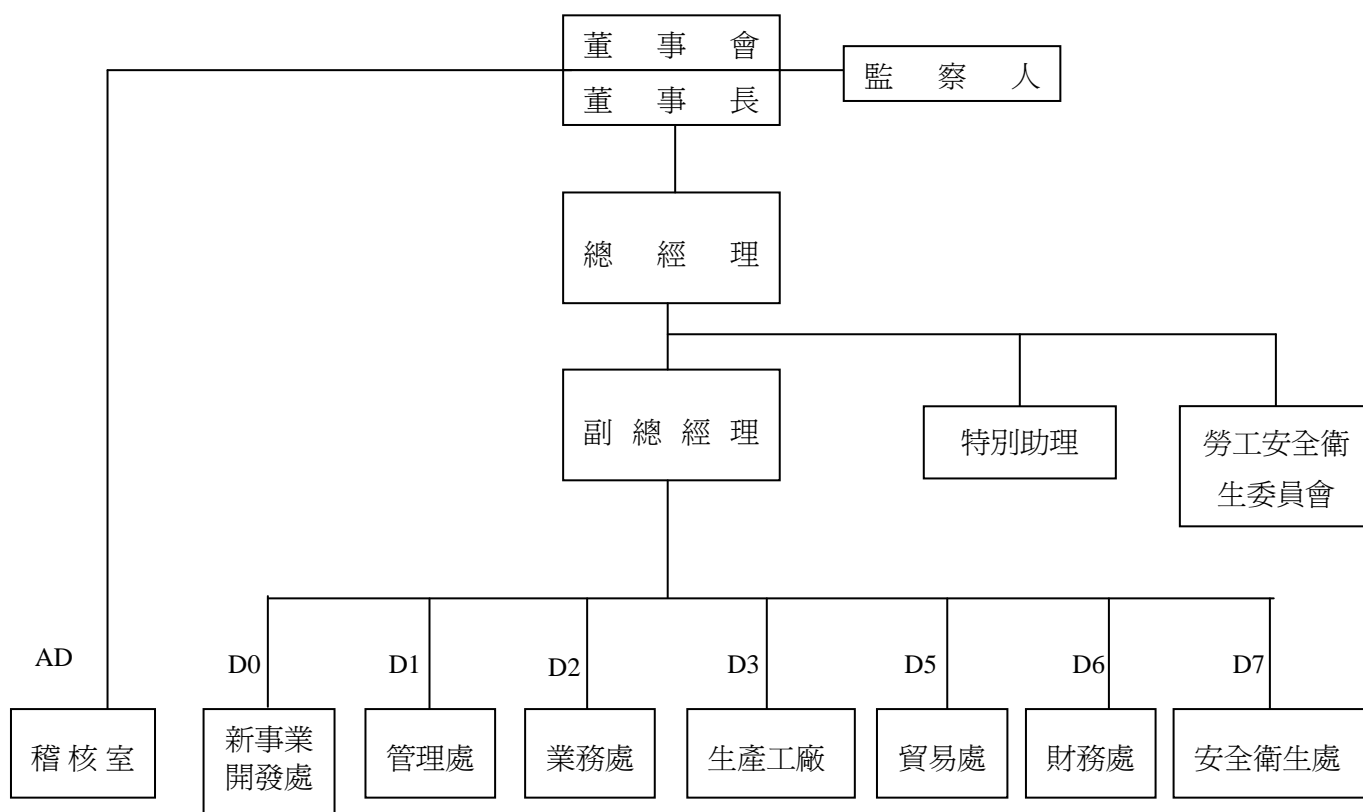 董事會
監察人
董事長
總經理
副總經理
特別助理
勞工安全衛
生委員會
AD
D0
D1
D2
D3
D5
D6
D7
稽核室
新事業
開發處
管理處
業務處
生產工廠
貿易處
財務處
安全衛生處